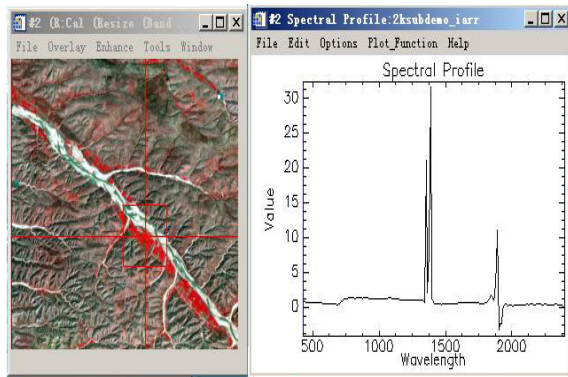 #2 (R:Cal (Resize (Band ...
File Overlay Enhance Tools Window
#2 Spectral Profile:2ksubdemo_iarr
File Edit Options Plot_Function Help
Spectral Profile
30
25
20
15
10
5
0
Value
500 1000 1500 2000
Wavelength